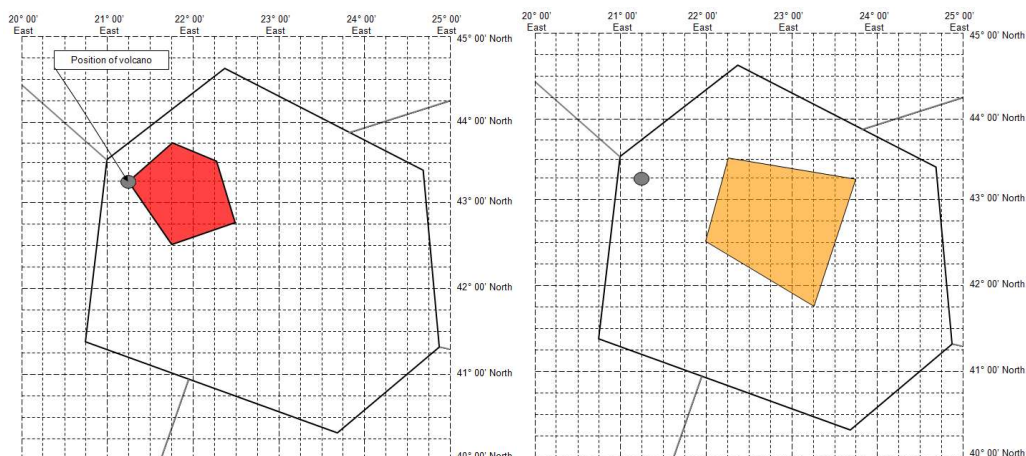 20° 00' 21° 00' 22° 00' 23° 00' 24° 00' 25° 00'
East East East East East East
45° 00' North
Position of volcano
44° 00' North
43° 00' North
42° 00' North
41° 00' North
40° 00' North
20° 00' 21° 00' 22° 00' 23° 00' 24° 00' 25° 00'
East East East East East East
45° 00' North
44° 00' North
43° 00' North
42° 00' North
41° 00' North
40° 00' North